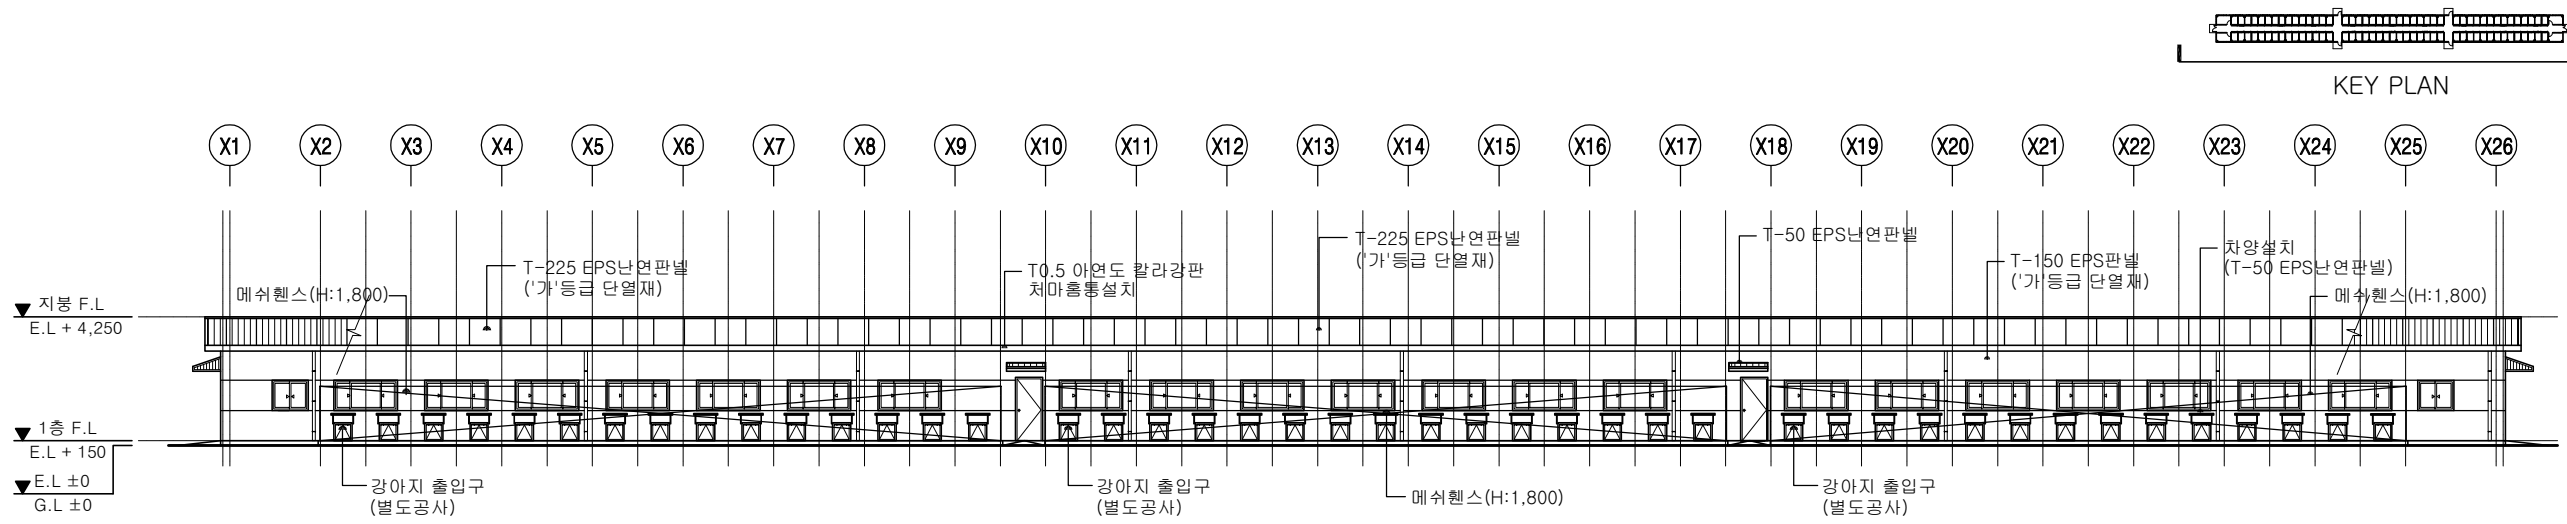 KEY PLAN
X1 X2 X3 X4 X5 X6 X7 X8 X9 X10 X11 X12 X13 X14 X15 X16 X17 X18 X19 X20 X21 X22 X23 X24 X25 X26
T-225 EPS난연판넬
('가'등급 단열재)
메쉬휀스(H:1,800)
T0.5 아연도 칼라강판
처마홈통설치
T-225 EPS난연판넬
('가'등급 단열재)
T-50 EPS난연판넬
T-150 EPS판넬
('가'등급 단열재)
차양설치
(T-50 EPS난연판넬)
메쉬휀스(H:1,800)
지붕 F.L
E.L + 4,250
1층 F.L
E.L + 150
E.L ±0
G.L ±0
강아지 출입구
(별도공사)
강아지 출입구
(별도공사)
메쉬휀스(H:1,800)
강아지 출입구
(별도공사)